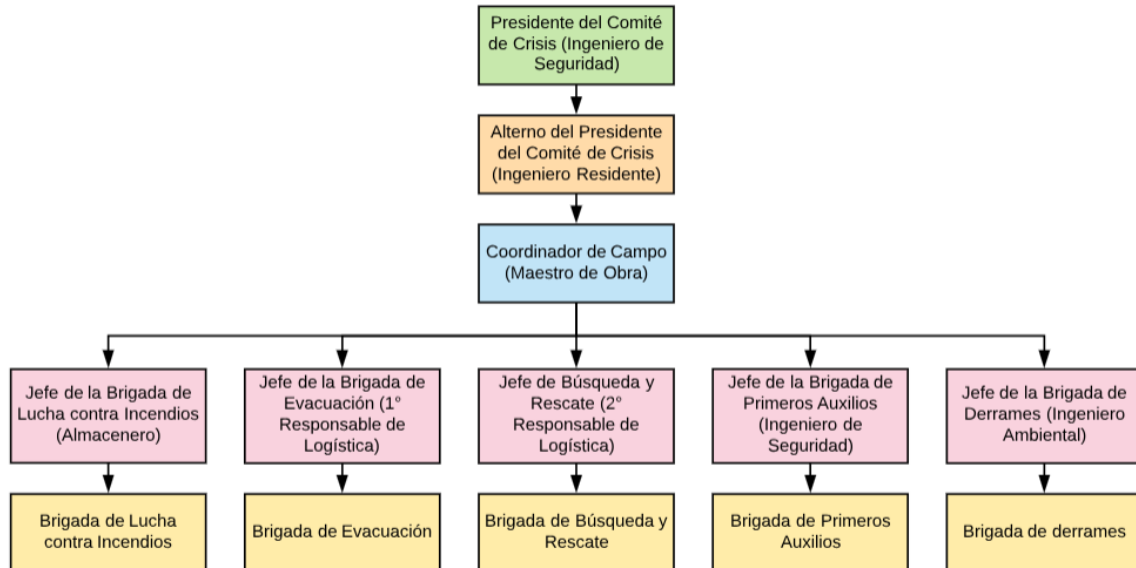 Presidente del Comité
de Crisis (Ingeniero de
Seguridad)
Alterno del Presidente
del Comité de Crisis
(Ingeniero Residente)
Coordinador de Campo
(Maestro de Obra)
Jefe de la Brigada de
Lucha contra Incendios
(Almacenero)
Jefe de la Brigada de
Evacuación (1°
Responsable de
Logística)
Jefe de Búsqueda y
Rescate (2°
Responsable de
Logística)
Jefe de la Brigada de
Primeros Auxilios
(Ingeniero de
Seguridad)
Jefe de la Brigada de
Derrames (Ingeniero
Ambiental)
Brigada de Lucha
contra Incendios
Brigada de Evacuación
Brigada de Búsqueda y
Rescate
Brigada de Primeros
Auxilios
Brigada de derrames